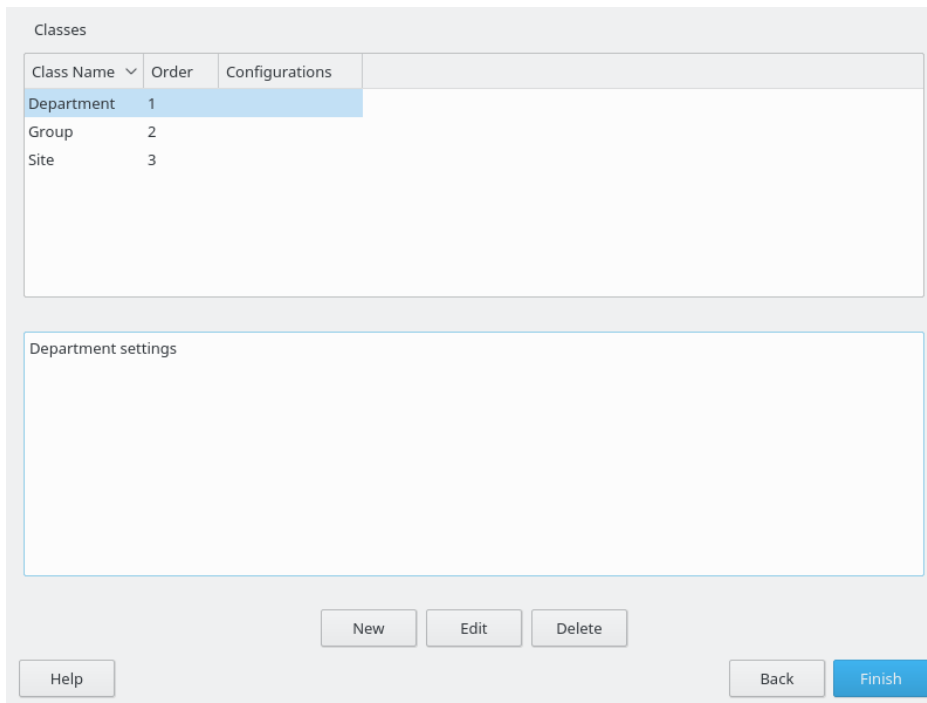 Classes
Class Name Order Configurations
Department 1
Group 2
Site 3
Department settings
New Edit Delete
Help Back Finish